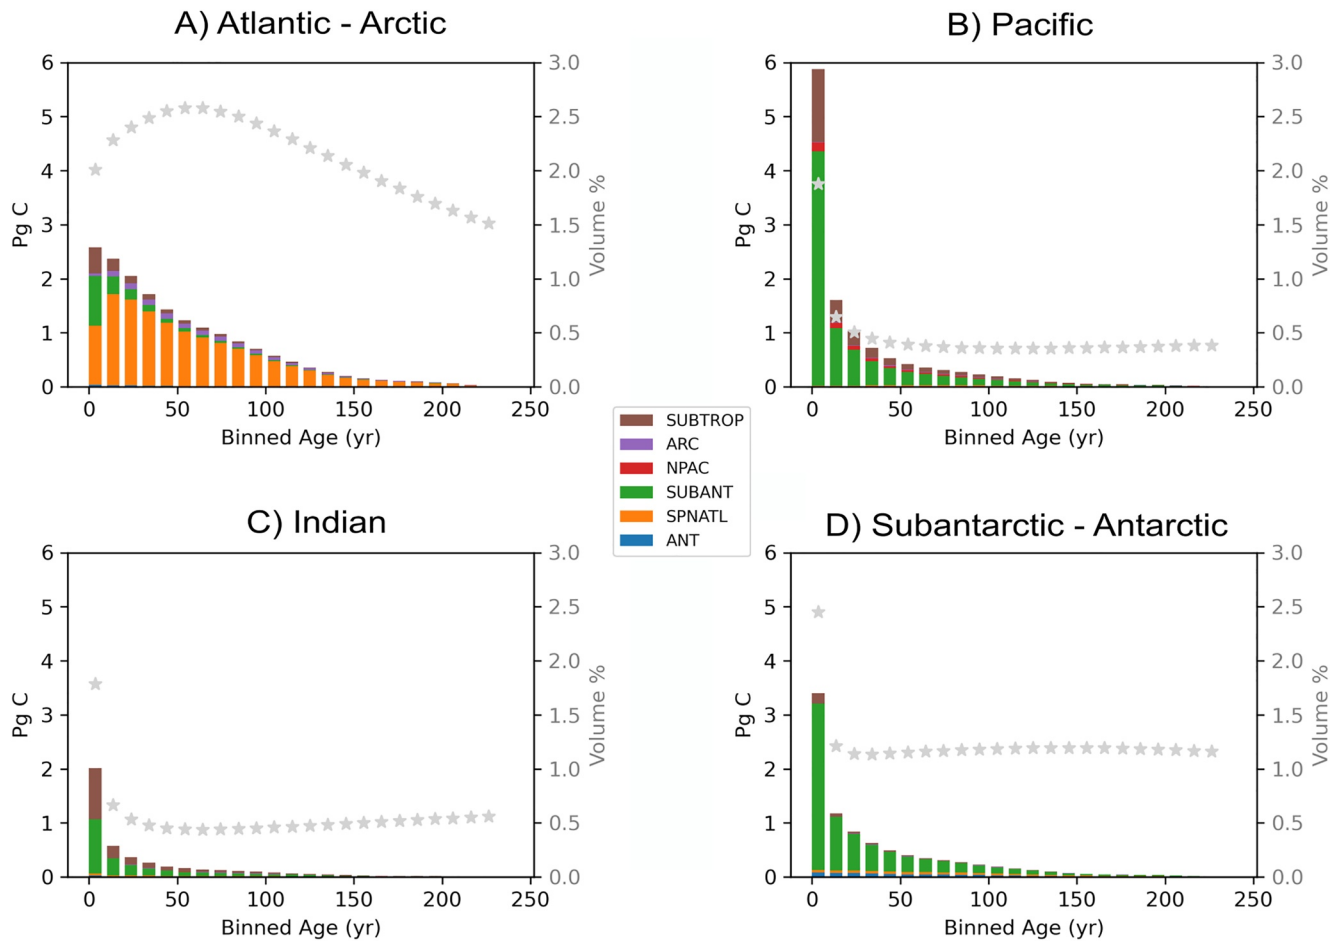 A) Atlantic - Arctic
6
5
4
3
2
1
0
Pg C
3.0
2.5
2.0
1.5
1.0
0.5
0.0
Volume %
0 50 100 150 200 250
Binned Age (yr)
B) Pacific
6
5
4
3
2
1
0
Pg C
3.0
2.5
2.0
1.5
1.0
0.5
0.0
Volume %
0 50 100 150 200 250
Binned Age (yr)
SUBTROP
ARC
NPAC
SUBANT
SPNATL
ANT
C) Indian
6
5
4
3
2
1
0
Pg C
3.0
2.5
2.0
1.5
1.0
0.5
0.0
Volume %
0 50 100 150 200 250
Binned Age (yr)
D) Subantarctic - Antarctic
6
5
4
3
2
1
0
Pg C
3.0
2.5
2.0
1.5
1.0
0.5
0.0
Volume %
0 50 100 150 200 250
Binned Age (yr)